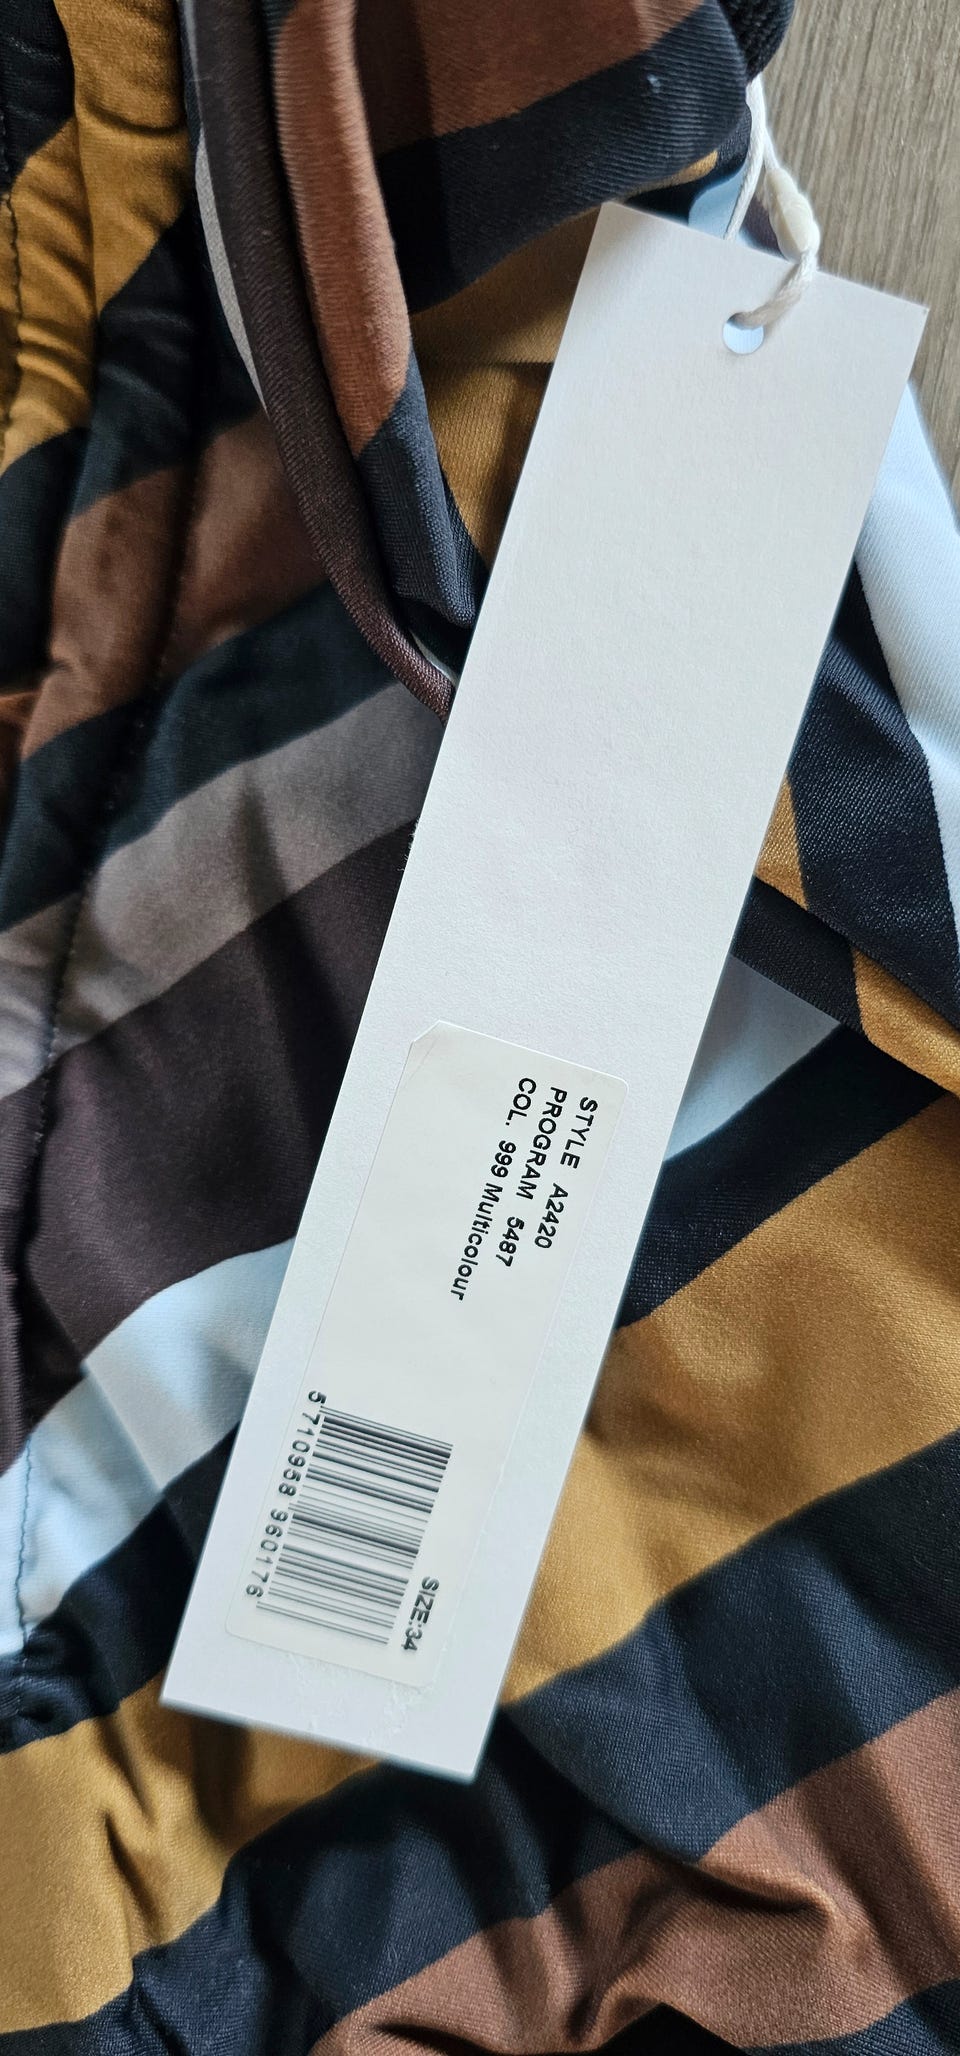 STYLE A2420
PROGRAM 5487
COL. 999 Multicolour
SIZE:34
5 710958 960176